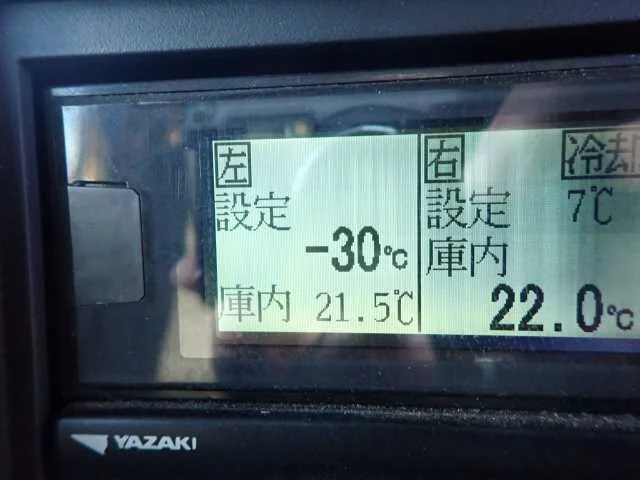 左
設定
-30℃
庫内 21.5℃
右 冷却
設定 7℃
庫内
22.0℃
YAZAKI